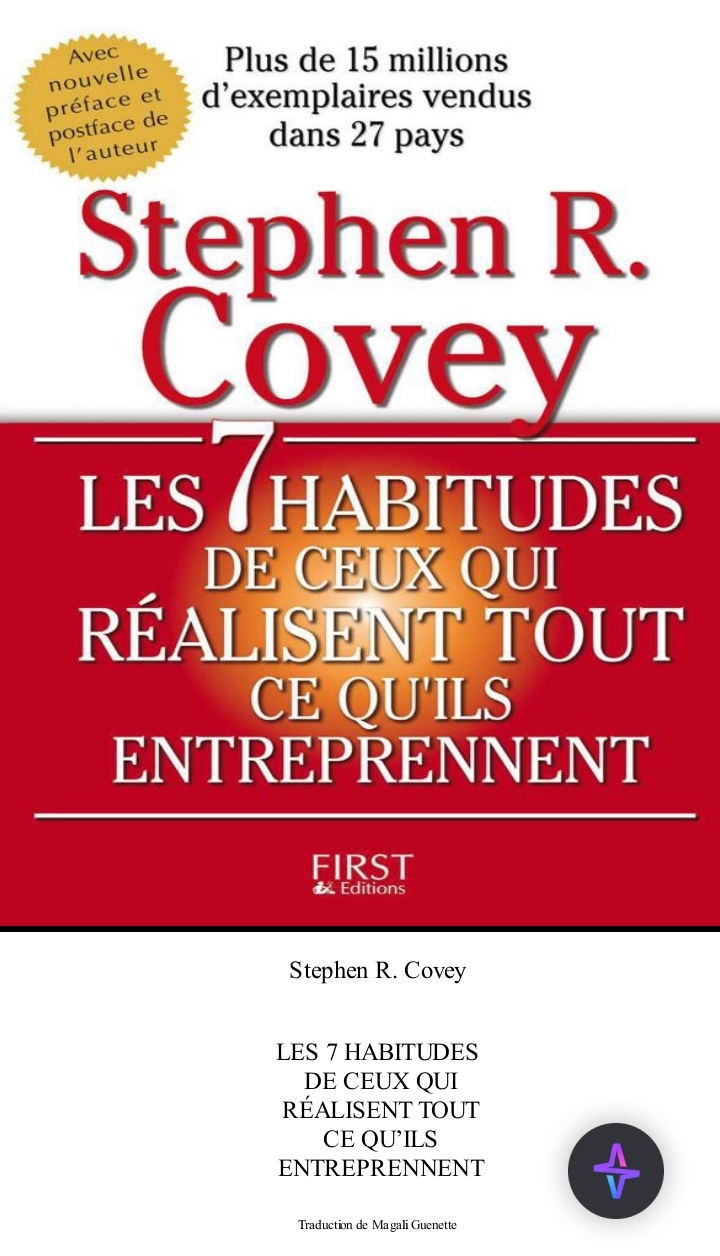 Avec
nouvelle
préface et
postface de
l'auteur
Plus de 15 millions
d'exemplaires vendus
dans 27 pays
Stephen R.
Covey
LES 7 HABITUDES
DE CEUX QUI
RÉALISENT TOUT
CE QU'ILS
ENTREPRENNENT
FIRST
Editions
Stephen R. Covey
LES 7 HABITUDES
DE CEUX QUI
RÉALISENT TOUT
CE QU’ILS
ENTREPRENNENT
Traduction de Magali Guenette